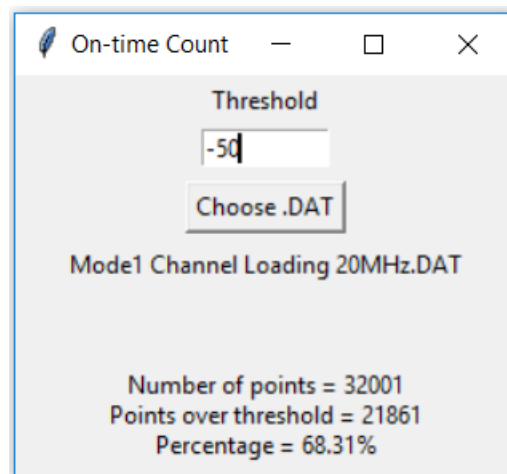 On-time Count
Threshold
-50
Choose .DAT
Mode1 Channel Loading 20MHz.DAT
Number of points = 32001
Points over threshold = 21861
Percentage = 68.31%